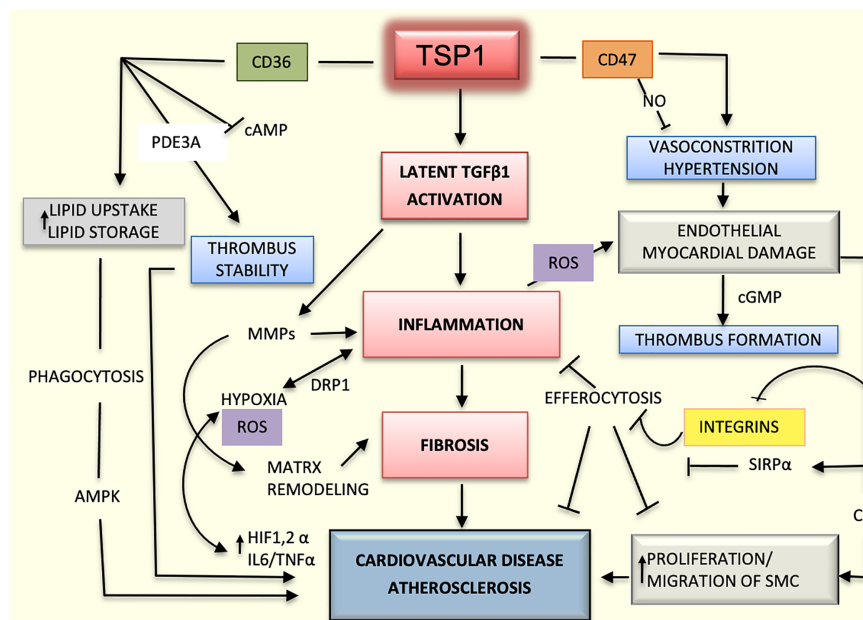 TSP1
CD36
CD47
NO
cAMP
PDE3A
VASOCONSTRITION
HYPERTENSION
LATENT TGFβ1
ACTIVATION
LIPID UPSTAKE
LIPID STORAGE
THROMBUS
STABILITY
ENDOTHELIAL
MYOCARDIAL DAMAGE
ROS
cGMP
INFLAMMATION
MMPs
THROMBUS FORMATION
PHAGOCYTOSIS
DRP1
HYPOXIA
ROS
EFFEROCYTOSIS
INTEGRINS
FIBROSIS
MATRX
REMODELING
SIRPα
AMPK
C
HIF1,2 α
IL6/TNFα
CARDIOVASCULAR DISEASE
ATHEROSCLEROSIS
PROLIFERATION/
MIGRATION OF SMC